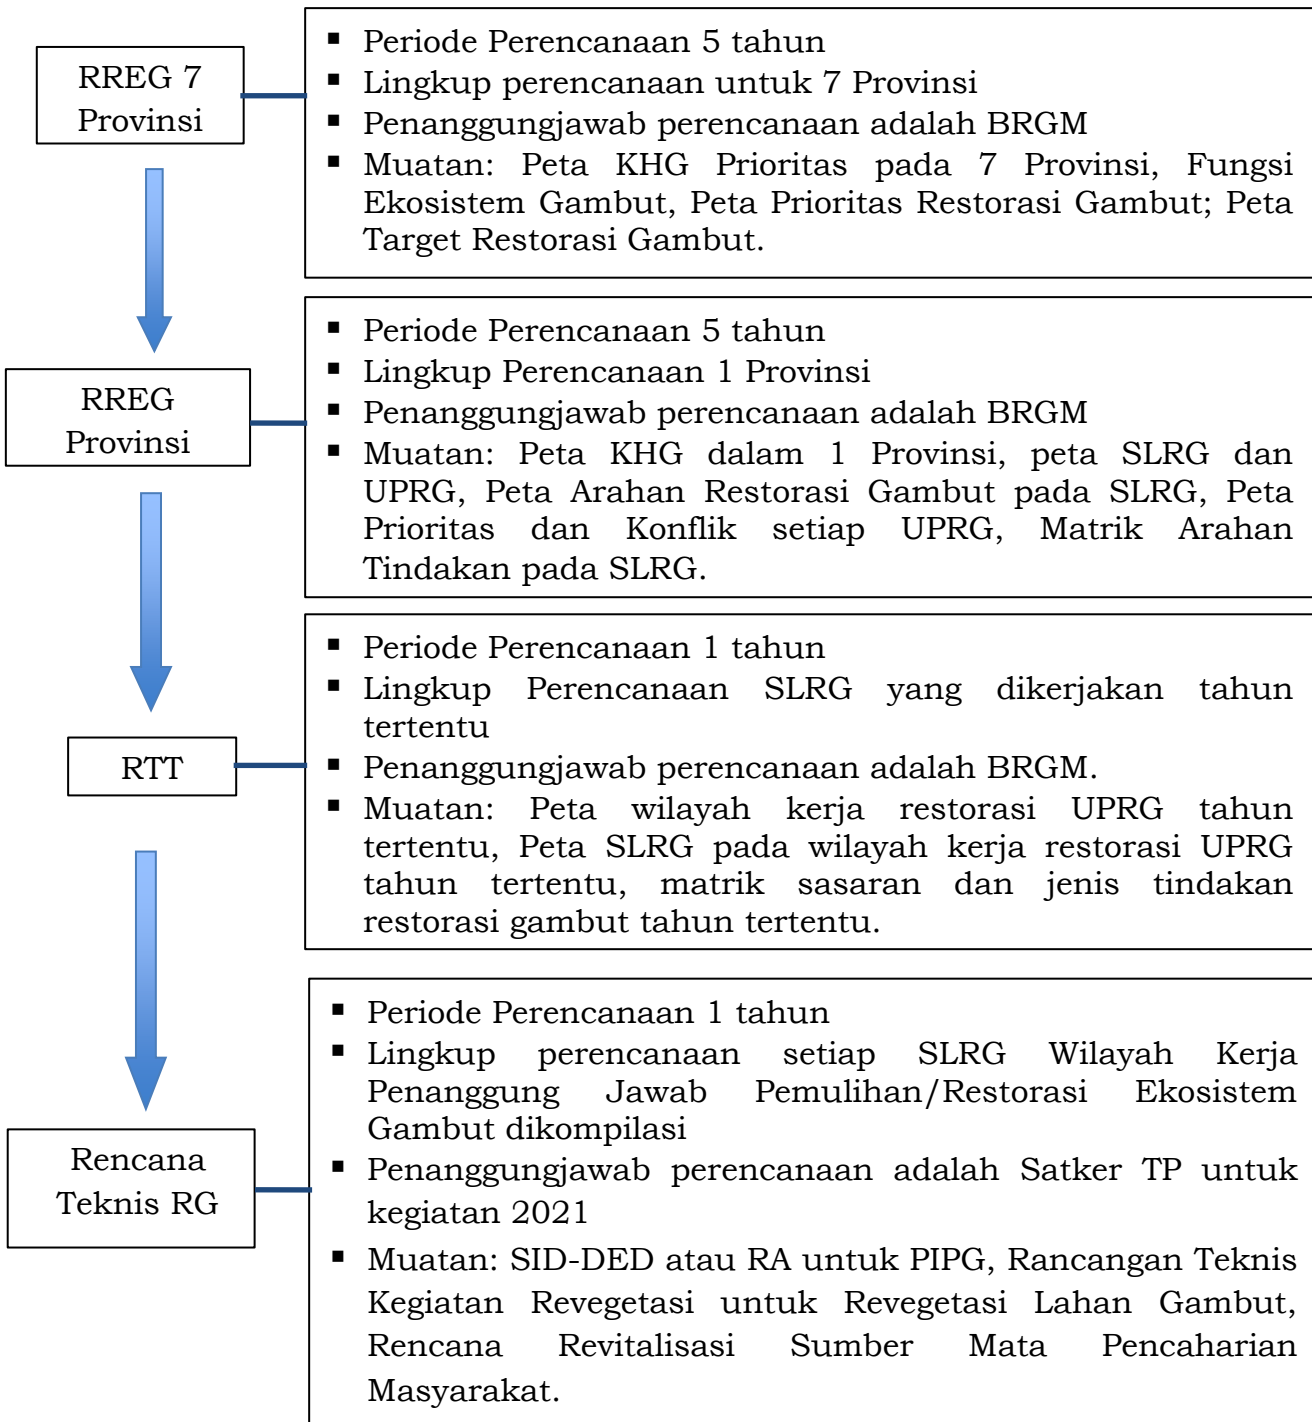 RREG 7
Provinsi
▪ Periode Perencanaan 5 tahun
▪ Lingkup perencanaan untuk 7 Provinsi
▪ Penanggungjawab perencanaan adalah BRGM
▪ Muatan: Peta KHG Prioritas pada 7 Provinsi, Fungsi
Ekosistem Gambut, Peta Prioritas Restorasi Gambut; Peta
Target Restorasi Gambut.
RREG
Provinsi
▪ Periode Perencanaan 5 tahun
▪ Lingkup Perencanaan 1 Provinsi
▪ Penanggungjawab perencanaan adalah BRGM
▪ Muatan: Peta KHG dalam 1 Provinsi, peta SLRG dan
UPRG, Peta Arahan Restorasi Gambut pada SLRG, Peta
Prioritas dan Konflik setiap UPRG, Matrik Arahan
Tindakan pada SLRG.
RTT
▪ Periode Perencanaan 1 tahun
▪ Lingkup Perencanaan SLRG yang dikerjakan tahun
tertentu
▪ Penanggungjawab perencanaan adalah BRGM.
▪ Muatan: Peta wilayah kerja restorasi UPRG tahun
tertentu, Peta SLRG pada wilayah kerja restorasi UPRG
tahun tertentu, matrik sasaran dan jenis tindakan
restorasi gambut tahun tertentu.
Rencana
Teknis RG
▪ Periode Perencanaan 1 tahun
▪ Lingkup perencanaan setiap SLRG Wilayah Kerja
Penanggung Jawab Pemulihan/Restorasi Ekosistem
Gambut dikompilasi
▪ Penanggungjawab perencanaan adalah Satker TP untuk
kegiatan 2021
▪ Muatan: SID-DED atau RA untuk PIPG, Rancangan Teknis
Kegiatan Revegetasi untuk Revegetasi Lahan Gambut,
Rencana Revitalisasi Sumber Mata Pencaharian
Masyarakat.